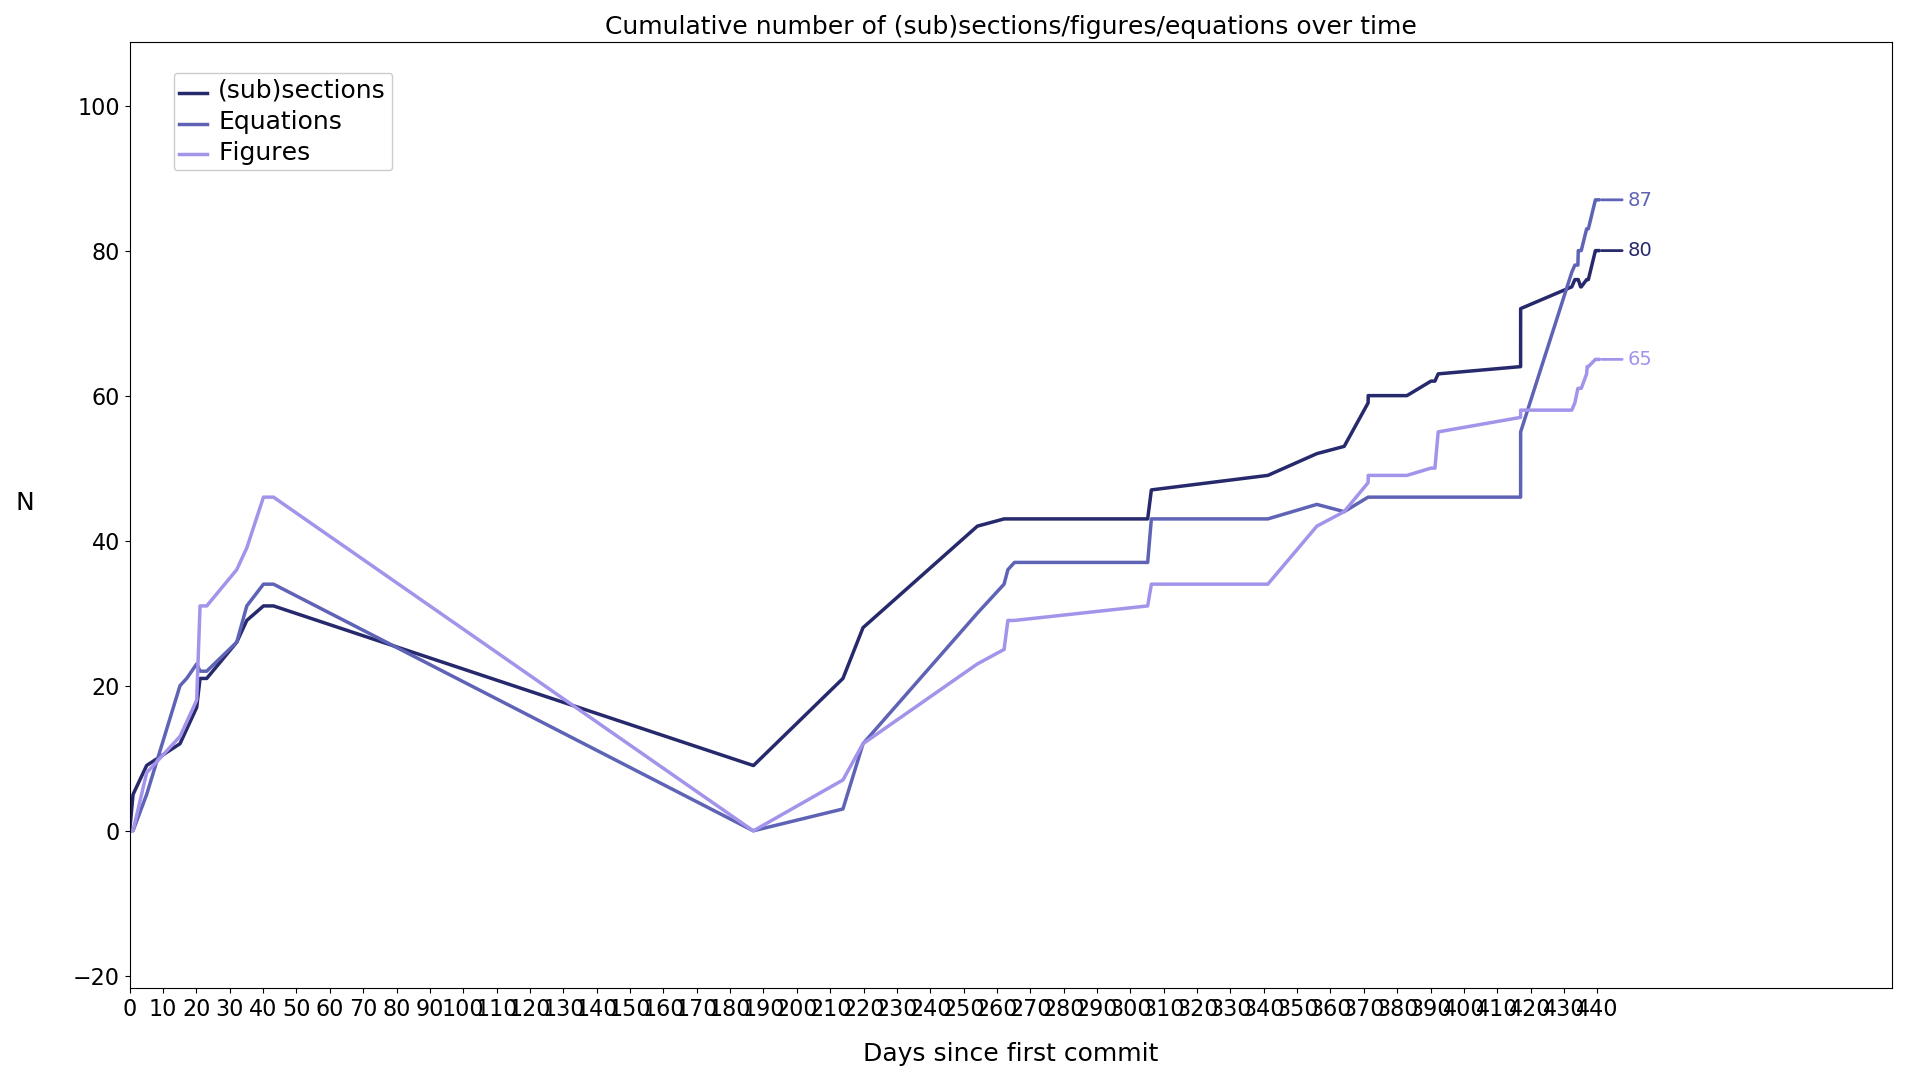 Cumulative number of (sub)sections/figures/equations over time
(sub)sections
Equations
Figures
100
80
60
40
20
0
−20
N
87
80
65
0 10 20 30 40 50 60 70 80 90 100 110 120 130 140 150 160 170 180 190 200 210 220 230 240 250 260 270 280 290 300 310 320 330 340 350 360 370 380 390 400 410 420 430 440
Days since first commit